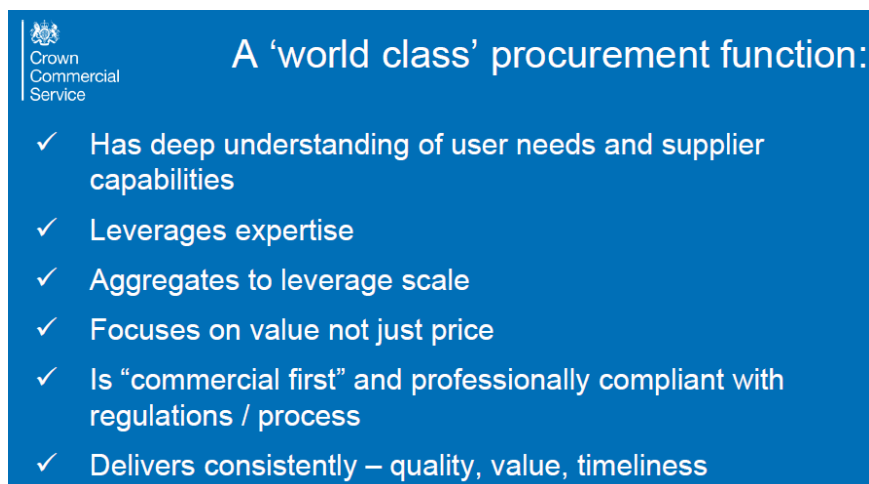 Crown
Commercial
Service
A ‘world class’ procurement function:
✓ Has deep understanding of user needs and supplier
capabilities
✓ Leverages expertise
✓ Aggregates to leverage scale
✓ Focuses on value not just price
✓ Is “commercial first” and professionally compliant with
regulations / process
✓ Delivers consistently – quality, value, timeliness